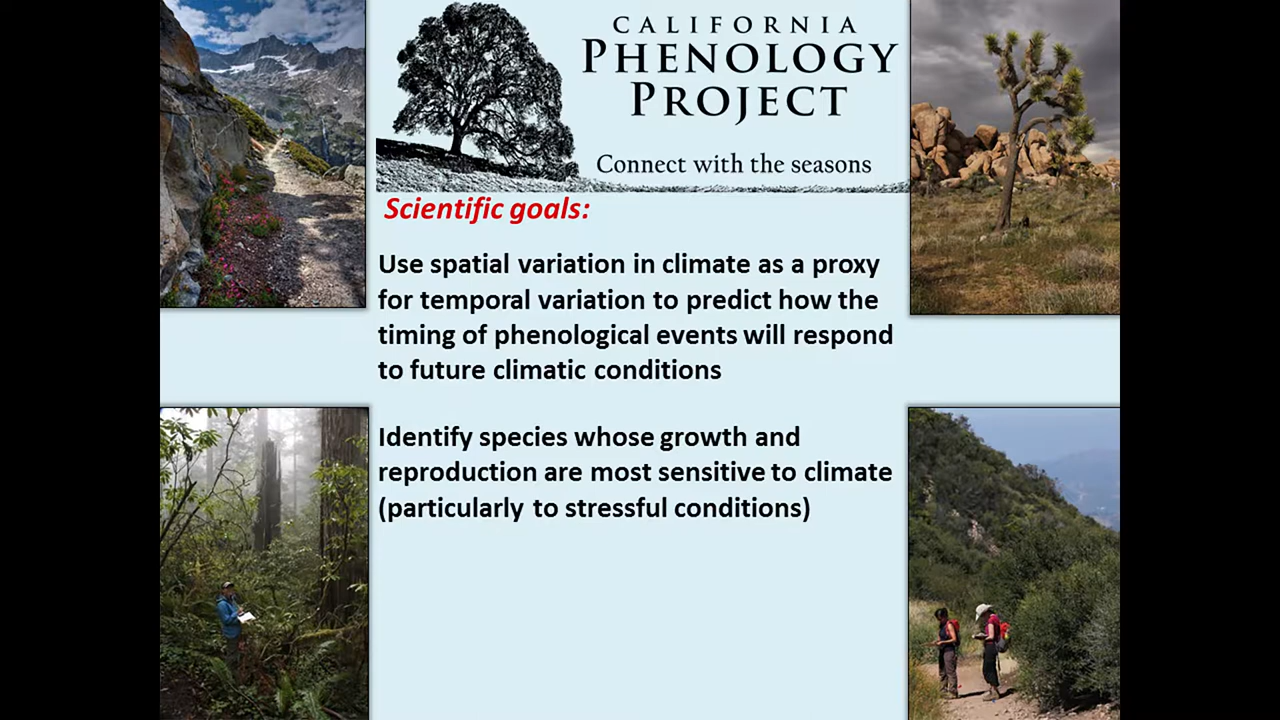 CALIFORNIA
PHENOLOGY
PROJECT
Connect with the seasons
Scientific goals:
Use spatial variation in climate as a proxy
for temporal variation to predict how the
timing of phenological events will respond
to future climatic conditions
Identify species whose growth and
reproduction are most sensitive to climate
(particularly to stressful conditions)